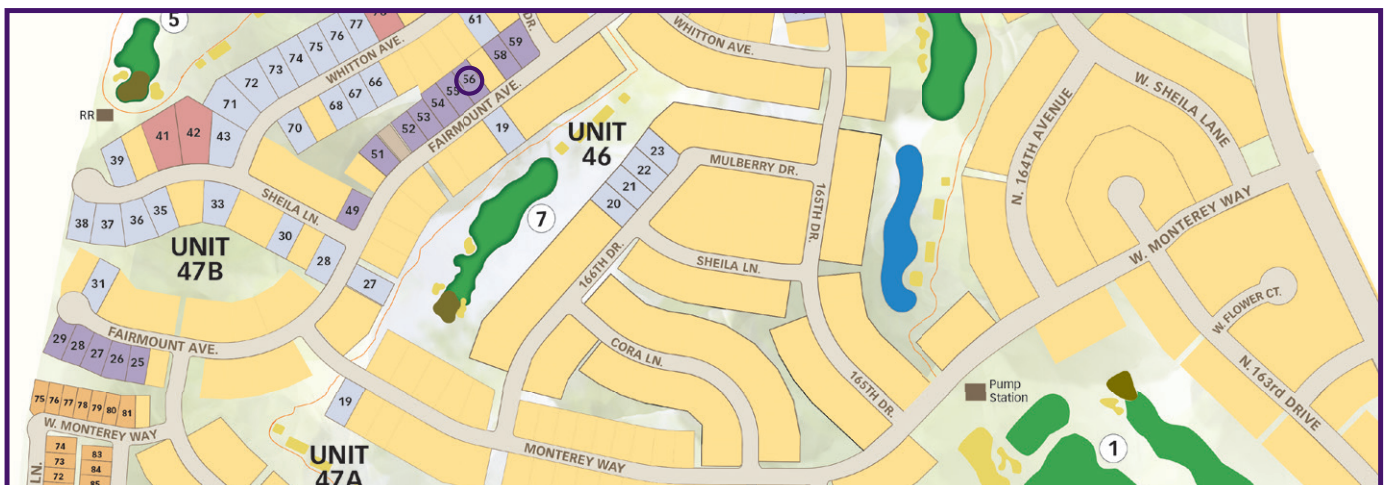 5
61
77
76
75
74
73
72
71
WHITTON AVE.
DR.
59
58
WHITTON AVE.
66
67
68
70
56
55
54
53
52
51
FAIRMOUNT AVE.
19
UNIT
46
RR
41
42
43
39
N. 164TH AVENUE
W. SHEILA LANE
23
22
21
20
MULBERRY DR.
165TH DR.
38
37
36
35
33
SHEILA LN.
49
30
28
27
7
UNIT
47B
166TH DR.
SHEILA LN.
W. MONTEREY WAY
31
FAIRMOUNT AVE.
29
28
27
26
25
W. FLOWER CT.
CORA LN.
165TH DR.
N. 163rd DRIVE
Pump
Station
75 76 77 78 79 80 81
19
W. MONTEREY WAY
74
73
72
83
84
85
LN.
UNIT
47A
MONTEREY WAY
1